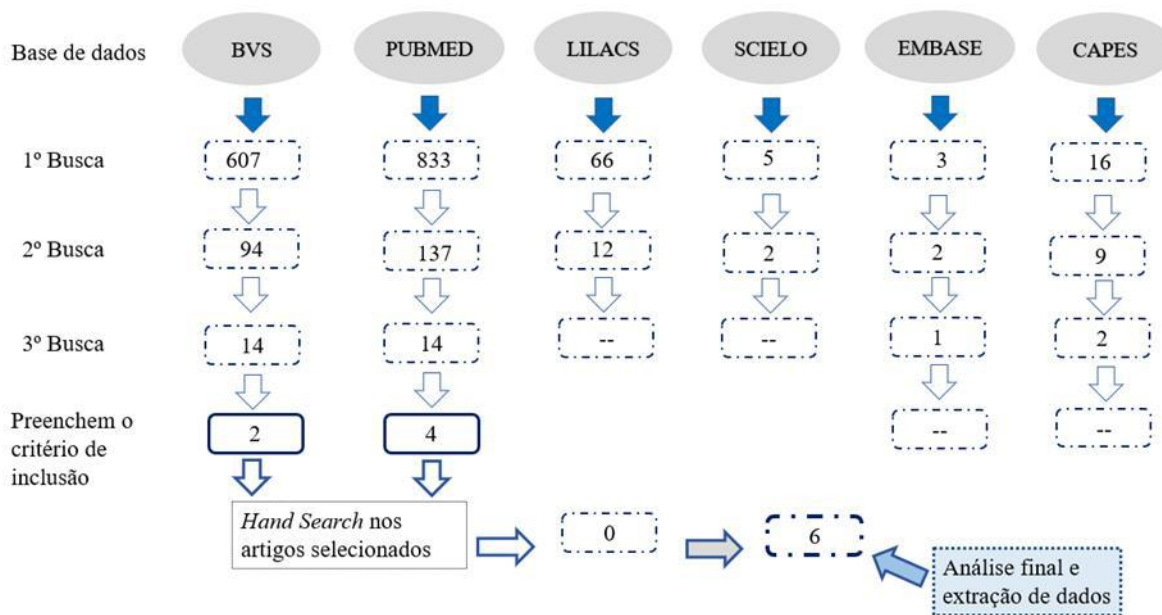 Base de dados BVS PUBMED LILACS SCIELO EMBASE CAPES
1º Busca 607 833 66 5 3 16
2º Busca 94 137 12 2 2 9
3º Busca 14 14 -- -- 1 2
Preenchem o
critério de
inclusão
2 4 -- --
Hand Search nos
artigos selecionados
0 6
Análise final e
extração de dados